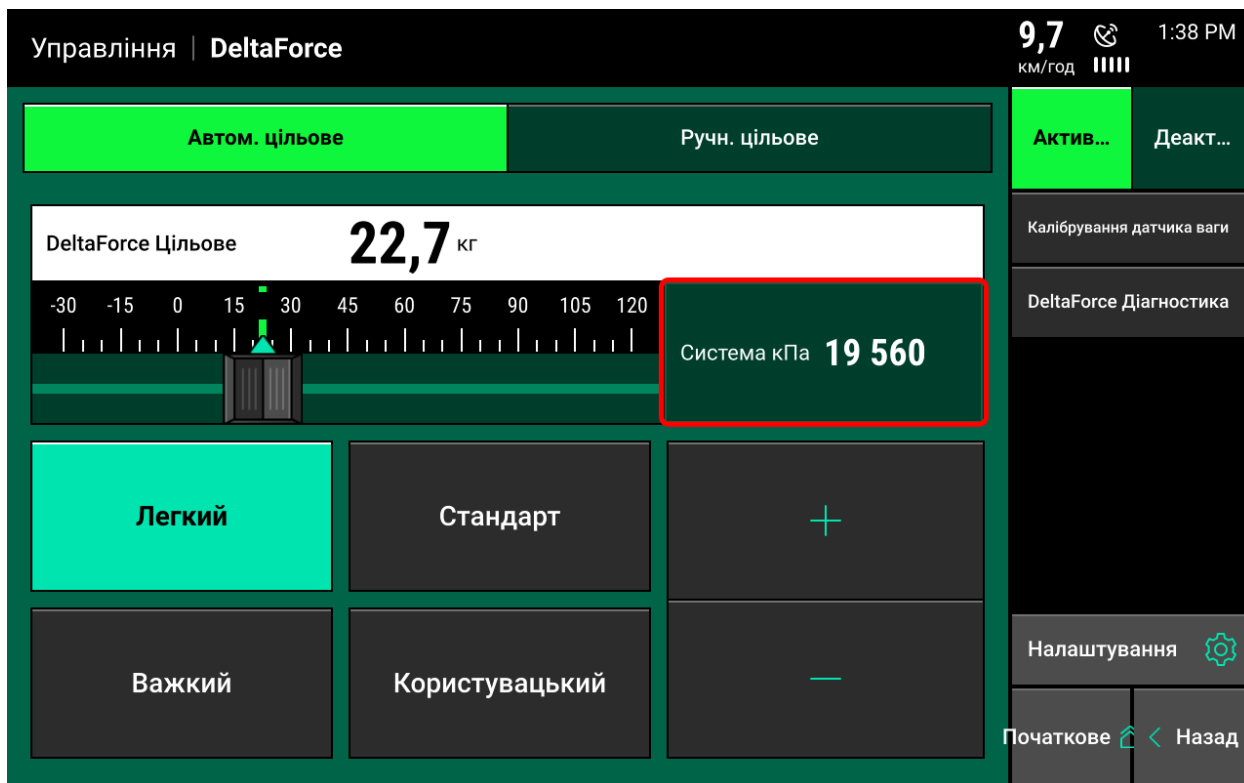 Управління | DeltaForce
9,7
км/год
1:38 PM
Автом. цільове
Ручн. цільове
Актив...
Деакт...
DeltaForce Цільове
22,7 кг
Калібрування датчика ваги
-30 -15 0 15 30 45 60 75 90 105 120
Система кПа 19 560
DeltaForce Діагностика
Легкий
Стандарт
+
Важкий
Користувацький
—
Налаштування
Початкове
< Назад